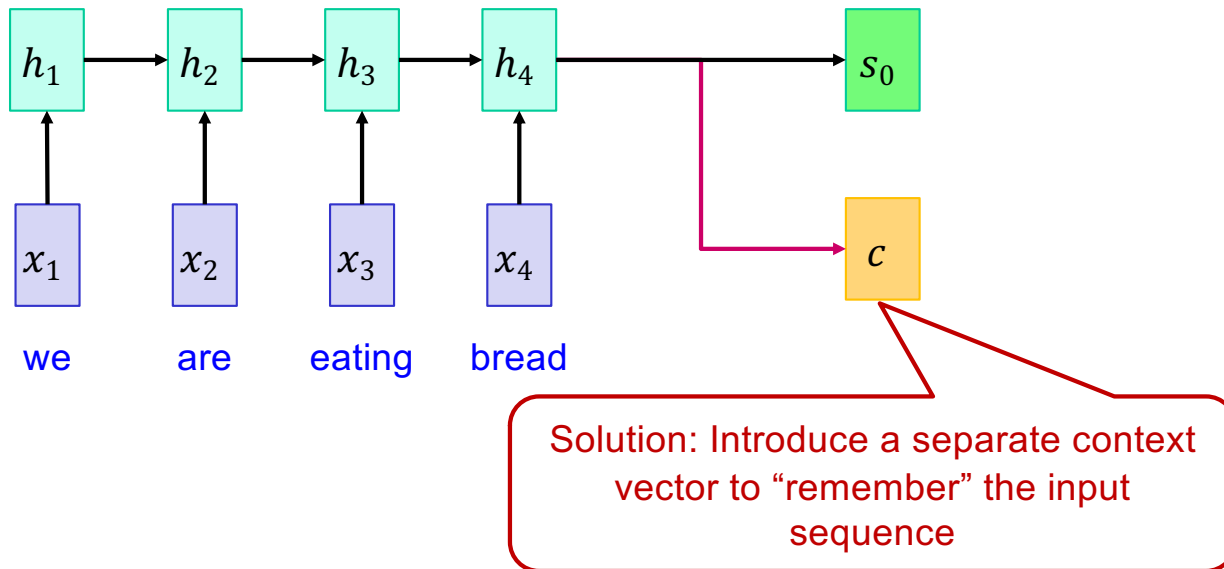 h₁ h₂ h₃ h₄ s₀
x₁ x₂ x₃ x₄ c
we are eating bread
Solution: Introduce a separate context
vector to “remember” the input
sequence